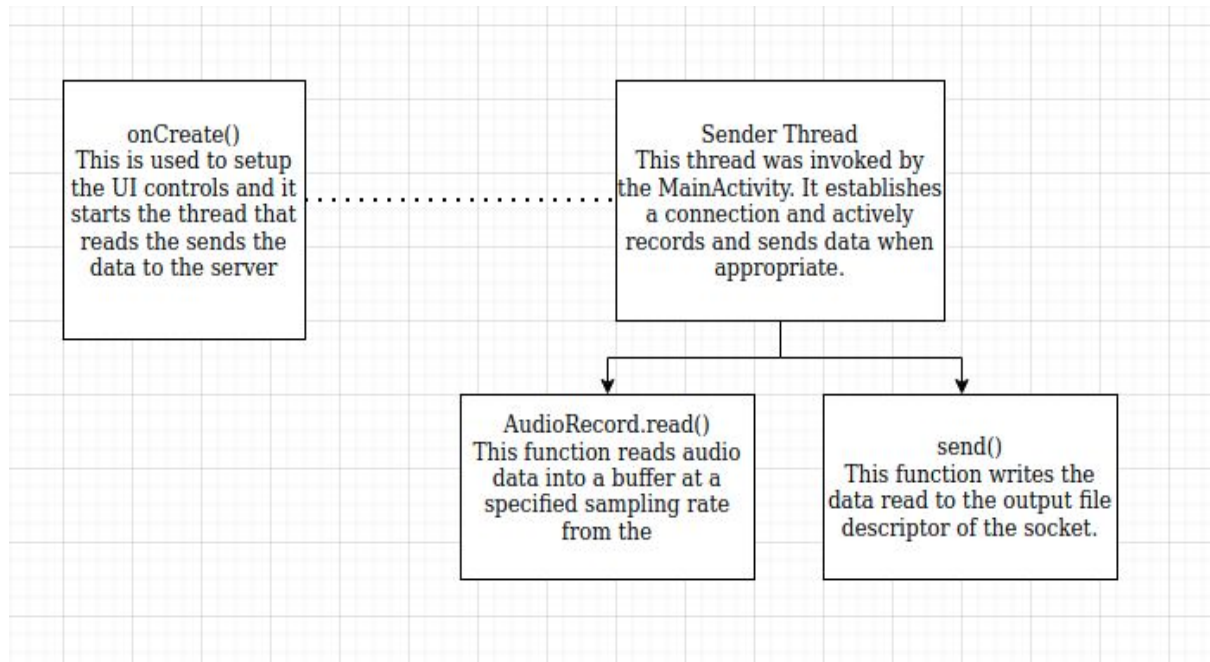 onCreate()
This is used to setup
the UI controls and it
starts the thread that
reads the sends the
data to the server
Sender Thread
This thread was invoked by
the MainActivity. It establishes
a connection and actively
records and sends data when
appropriate.
AudioRecord.read()
This function reads audio
data into a buffer at a
specified sampling rate
from the
send()
This function writes the
data read to the output file
descriptor of the socket.